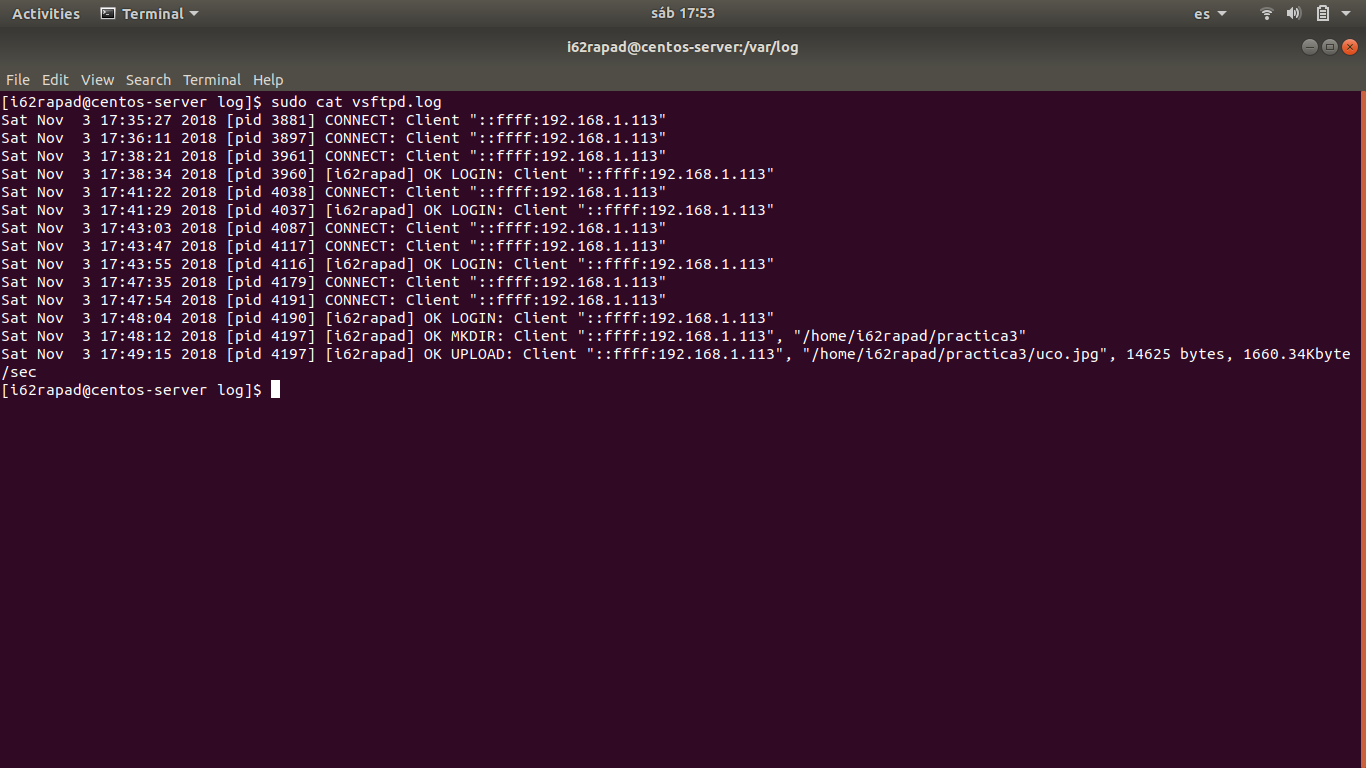 Activities Terminal sáb 17:53 es
i62rapad@centos-server:/var/log
File Edit View Search Terminal Help
[i62rapad@centos-server log]$ sudo cat vsftpd.log
Sat Nov  3 17:35:27 2018 [pid 3881] CONNECT: Client "::ffff:192.168.1.113"
Sat Nov  3 17:36:11 2018 [pid 3897] CONNECT: Client "::ffff:192.168.1.113"
Sat Nov  3 17:38:21 2018 [pid 3961] CONNECT: Client "::ffff:192.168.1.113"
Sat Nov  3 17:38:34 2018 [pid 3960] [i62rapad] OK LOGIN: Client "::ffff:192.168.1.113"
Sat Nov  3 17:41:22 2018 [pid 4038] CONNECT: Client "::ffff:192.168.1.113"
Sat Nov  3 17:41:29 2018 [pid 4037] [i62rapad] OK LOGIN: Client "::ffff:192.168.1.113"
Sat Nov  3 17:43:03 2018 [pid 4087] CONNECT: Client "::ffff:192.168.1.113"
Sat Nov  3 17:43:47 2018 [pid 4117] CONNECT: Client "::ffff:192.168.1.113"
Sat Nov  3 17:43:55 2018 [pid 4116] [i62rapad] OK LOGIN: Client "::ffff:192.168.1.113"
Sat Nov  3 17:47:35 2018 [pid 4179] CONNECT: Client "::ffff:192.168.1.113"
Sat Nov  3 17:47:54 2018 [pid 4191] CONNECT: Client "::ffff:192.168.1.113"
Sat Nov  3 17:48:04 2018 [pid 4190] [i62rapad] OK LOGIN: Client "::ffff:192.168.1.113"
Sat Nov  3 17:48:12 2018 [pid 4197] [i62rapad] OK MKDIR: Client "::ffff:192.168.1.113", "/home/i62rapad/practica3"
Sat Nov  3 17:49:15 2018 [pid 4197] [i62rapad] OK UPLOAD: Client "::ffff:192.168.1.113", "/home/i62rapad/practica3/uco.jpg", 14625 bytes, 1660.34Kbyte
/sec
[i62rapad@centos-server log]$